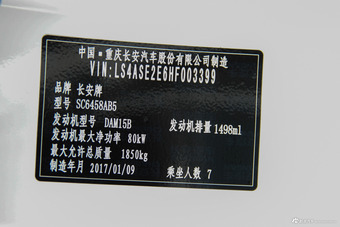 中国·重庆长安汽车股份有限公司制造
VIN:LS4ASE2E6HF003399
品牌 长安牌
型号 SC6458AB5
发动机型号 DAM15B 发动机排量 1498ml
发动机最大净功率 80kW
最大允许总质量 1850kg
制造年月 2017/01/09 乘坐人数 7